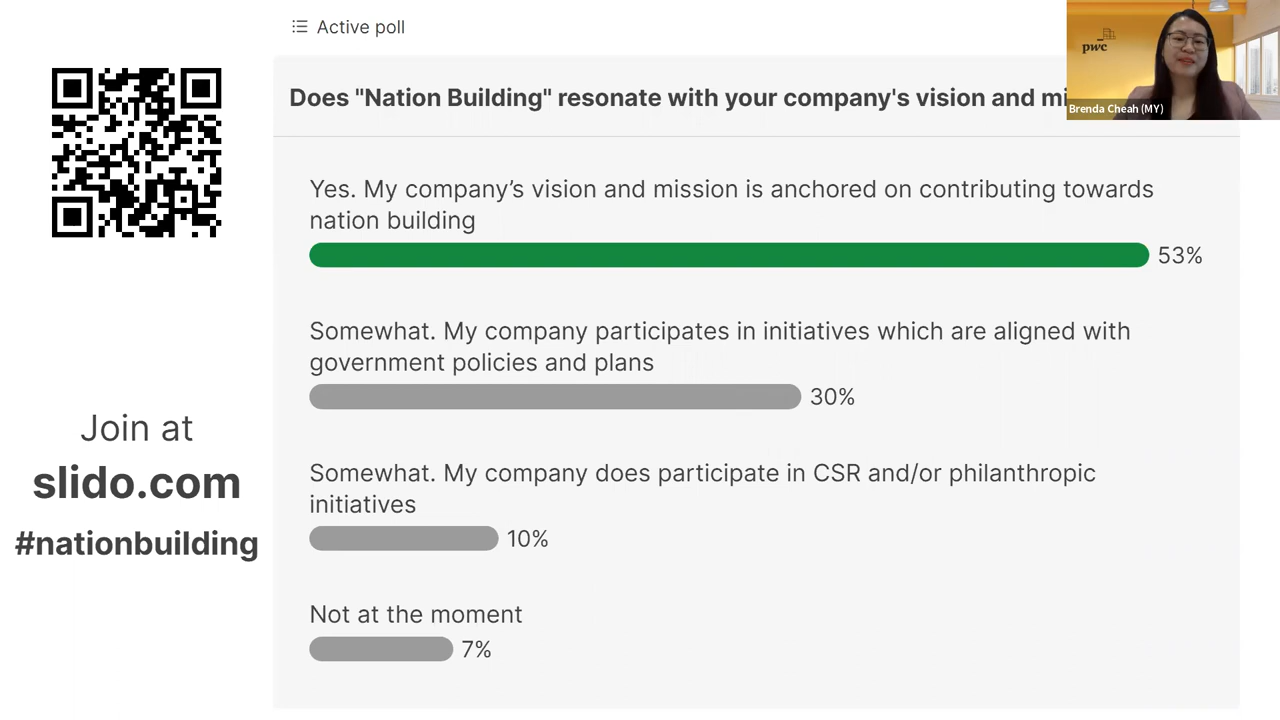 Active poll
Does "Nation Building" resonate with your company's vision and mi
pwc
Brenda Cheah (MY)
Yes. My company’s vision and mission is anchored on contributing towards
nation building
53%
Somewhat. My company participates in initiatives which are aligned with
government policies and plans
30%
Somewhat. My company does participate in CSR and/or philanthropic
initiatives
10%
Not at the moment
7%
Join at
slido.com
#nationbuilding